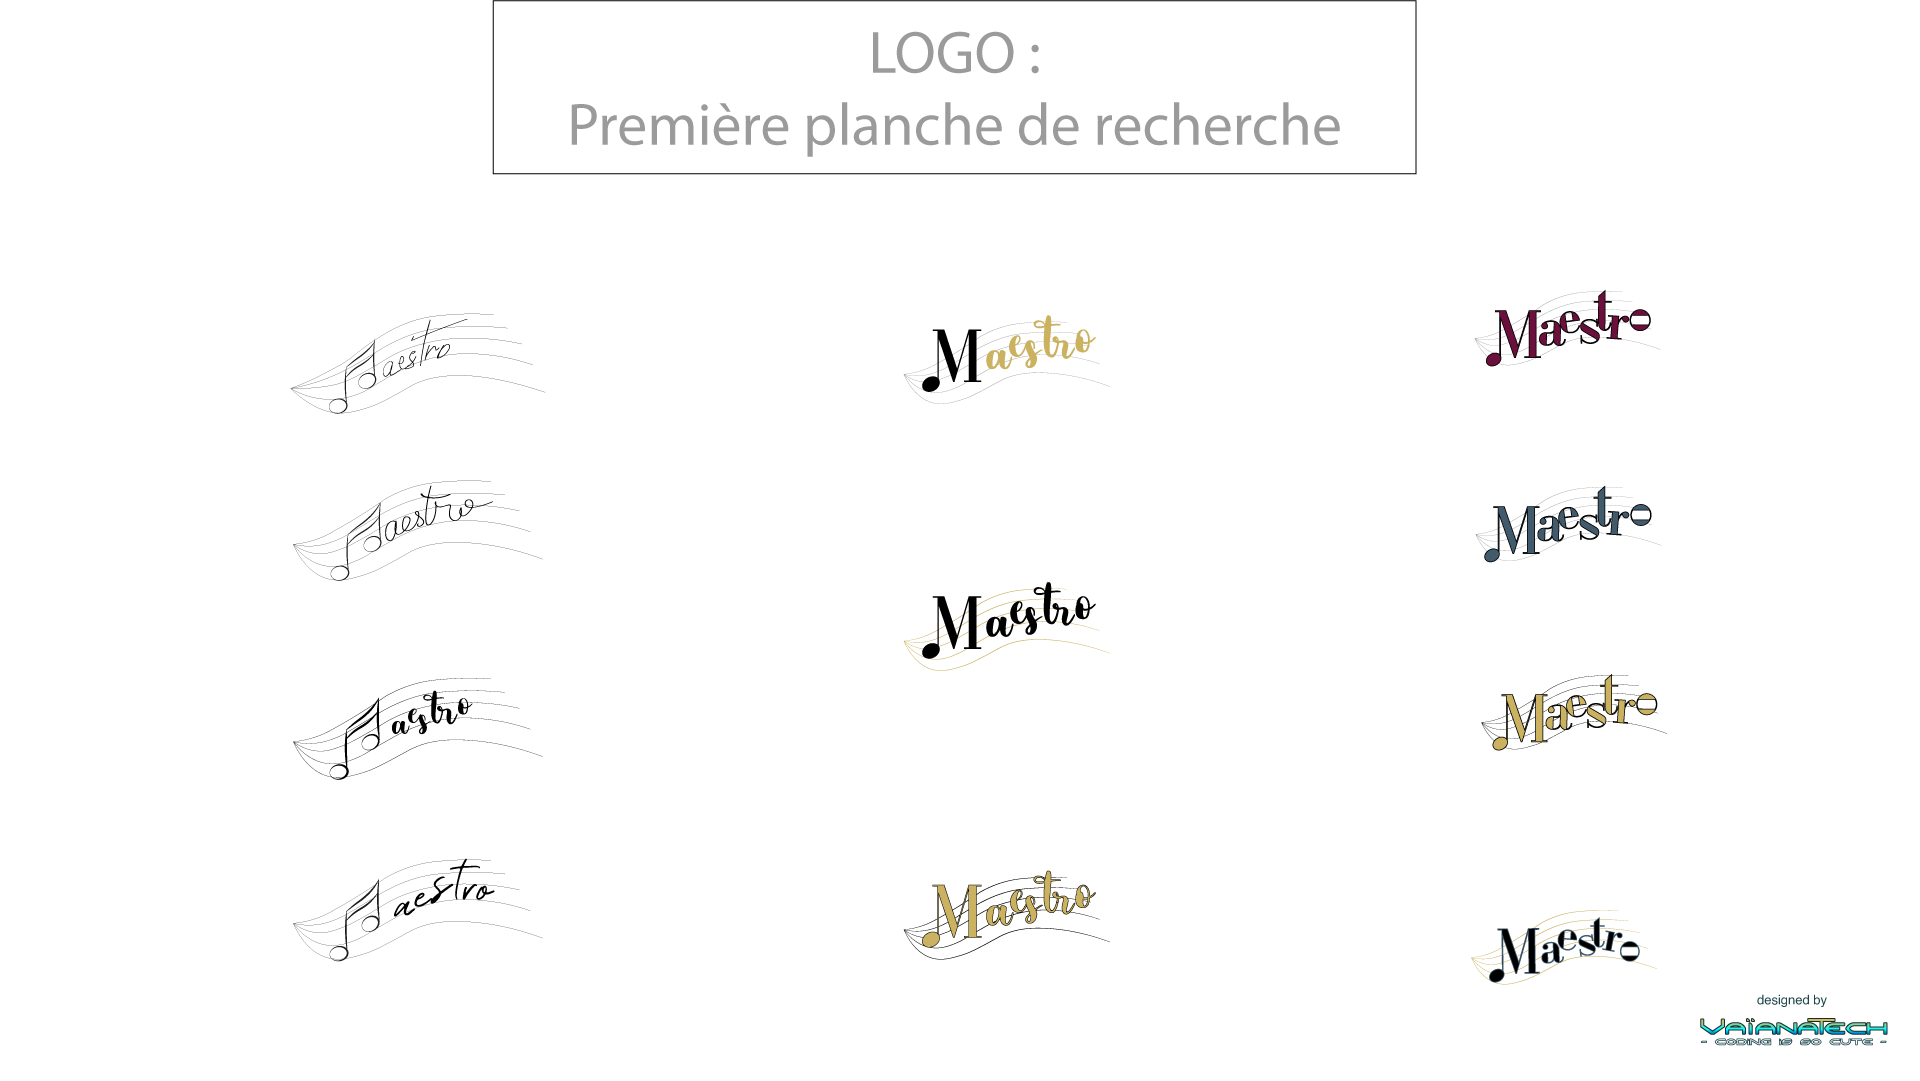 LOGO :
Première planche de recherche
Maestro
Maestro
Maestro
Maestro
Maestro
Maestro
Maestro
Maestro
Maestro
Maestro
Maestro
designed by
VAÏANATECH
- CODING IS SO CUTE -